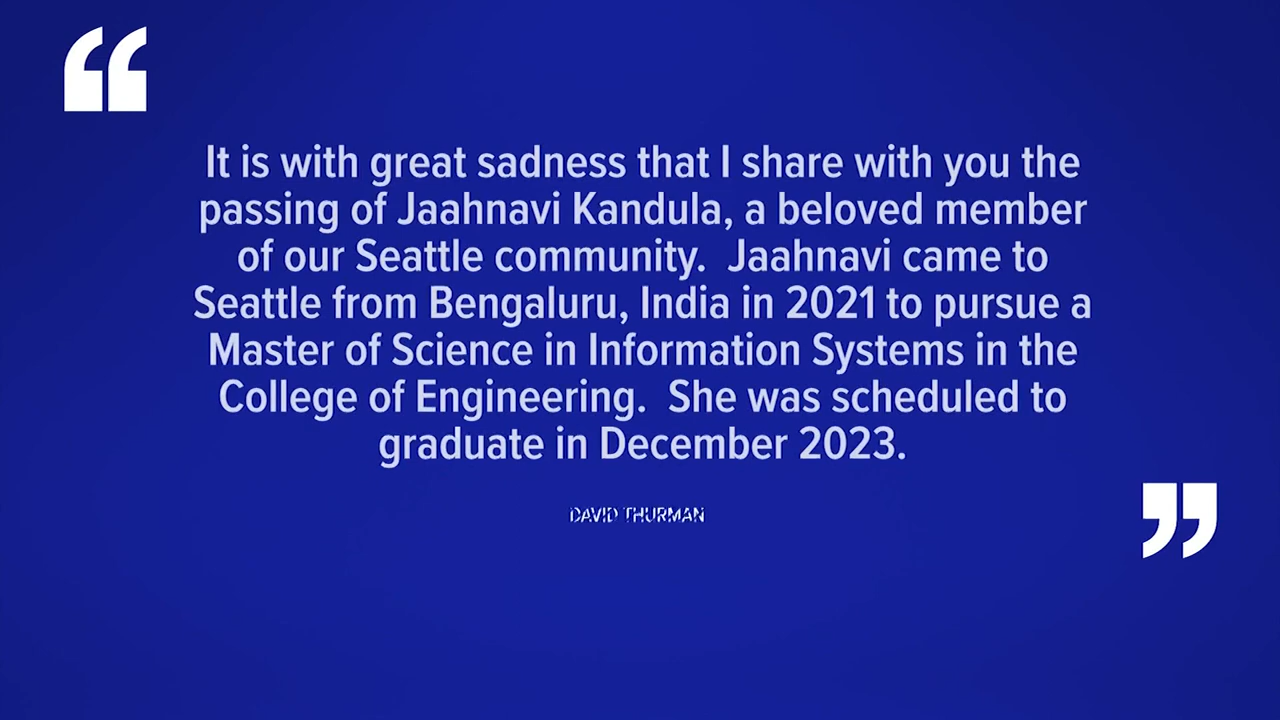 “
It is with great sadness that I share with you the
passing of Jaahnavi Kandula, a beloved member
of our Seattle community.  Jaahnavi came to
Seattle from Bengaluru, India in 2021 to pursue a
Master of Science in Information Systems in the
College of Engineering.  She was scheduled to
graduate in December 2023.
”
DAVID THURMAN